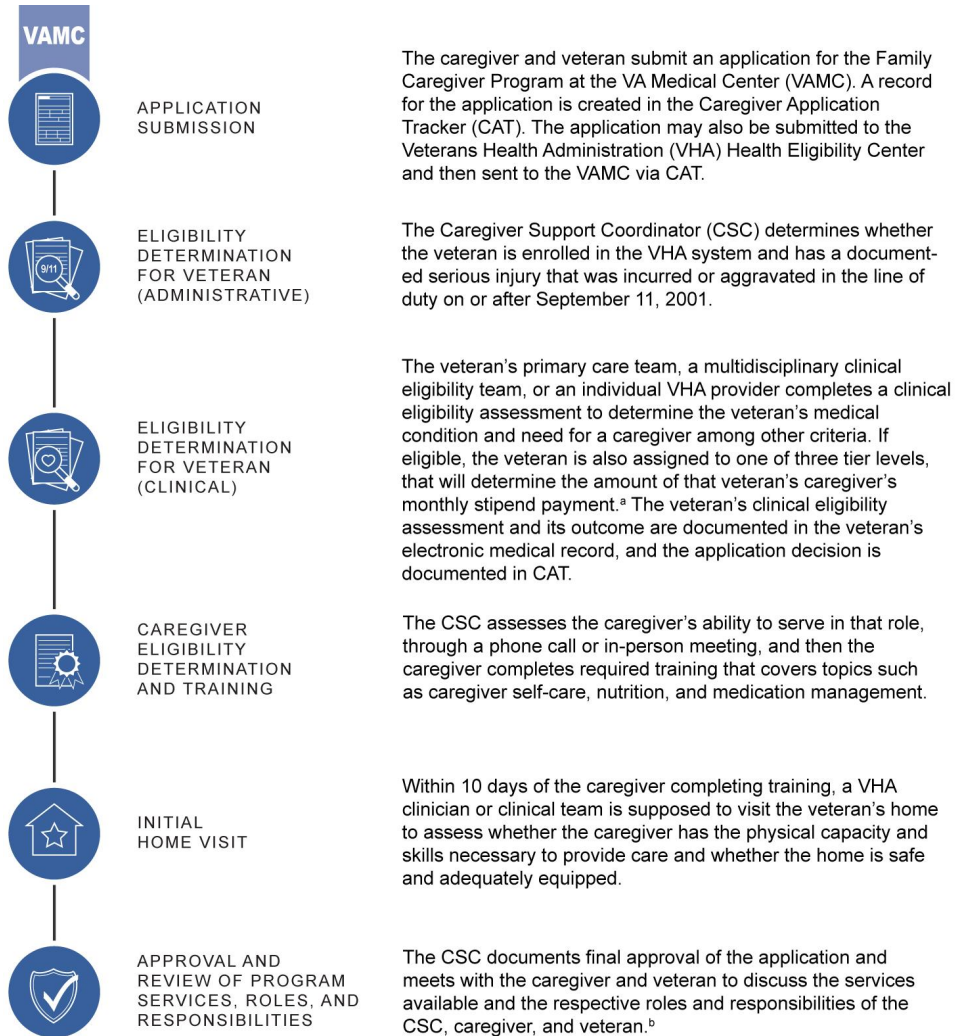 VAMC
APPLICATION
SUBMISSION
The caregiver and veteran submit an application for the Family
Caregiver Program at the VA Medical Center (VAMC). A record
for the application is created in the Caregiver Application
Tracker (CAT). The application may also be submitted to the
Veterans Health Administration (VHA) Health Eligibility Center
and then sent to the VAMC via CAT.
9/11
ELIGIBILITY
DETERMINATION
FOR VETERAN
(ADMINISTRATIVE)
The Caregiver Support Coordinator (CSC) determines whether
the veteran is enrolled in the VHA system and has a document-
ed serious injury that was incurred or aggravated in the line of
duty on or after September 11, 2001.
ELIGIBILITY
DETERMINATION
FOR VETERAN
(CLINICAL)
The veteran’s primary care team, a multidisciplinary clinical
eligibility team, or an individual VHA provider completes a clinical
eligibility assessment to determine the veteran’s medical
condition and need for a caregiver among other criteria. If
eligible, the veteran is also assigned to one of three tier levels,
that will determine the amount of that veteran’s caregiver’s
monthly stipend payment.ᵃ The veteran’s clinical eligibility
assessment and its outcome are documented in the veteran’s
electronic medical record, and the application decision is
documented in CAT.
CAREGIVER
ELIGIBILITY
DETERMINATION
AND TRAINING
The CSC assesses the caregiver’s ability to serve in that role,
through a phone call or in-person meeting, and then the
caregiver completes required training that covers topics such
as caregiver self-care, nutrition, and medication management.
INITIAL
HOME VISIT
Within 10 days of the caregiver completing training, a VHA
clinician or clinical team is supposed to visit the veteran’s home
to assess whether the caregiver has the physical capacity and
skills necessary to provide care and whether the home is safe
and adequately equipped.
APPROVAL AND
REVIEW OF PROGRAM
SERVICES, ROLES, AND
RESPONSIBILITIES
The CSC documents final approval of the application and
meets with the caregiver and veteran to discuss the services
available and the respective roles and responsibilities of the
CSC, caregiver, and veteran.ᵇ